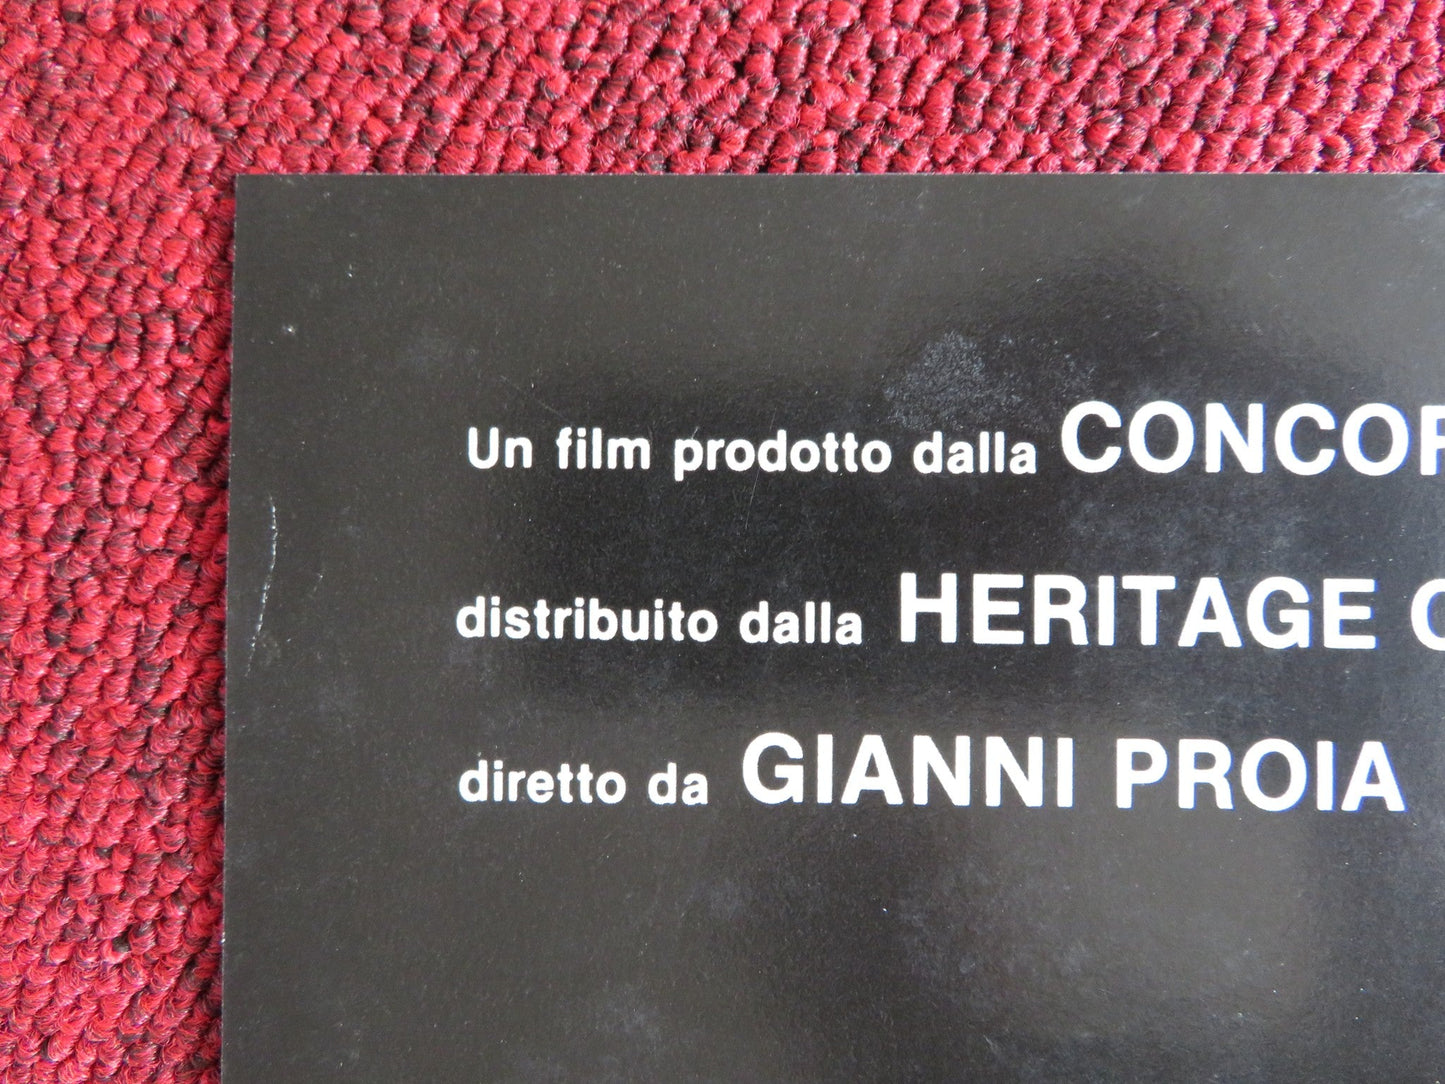 Un film prodotto dalla CONCOR
distribuito dalla HERITAGE C
diretto da GIANNI PROIA